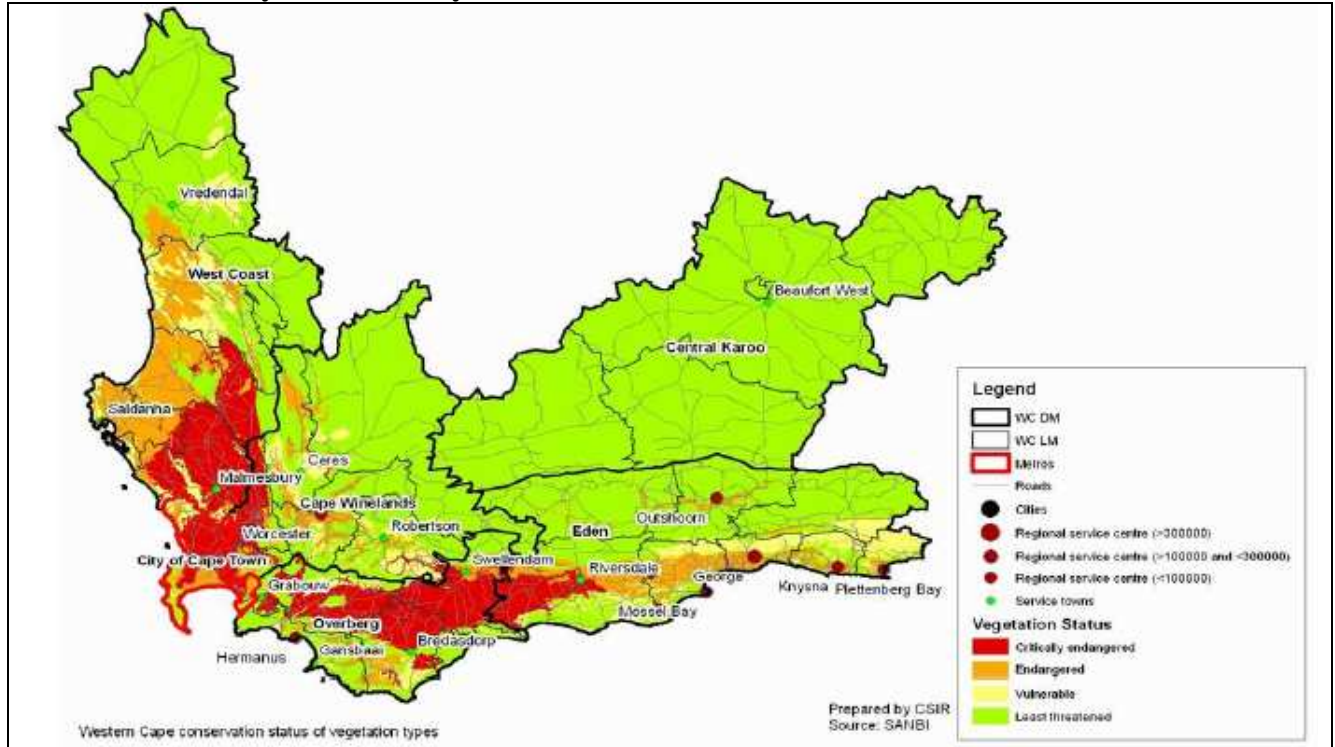 Vredendal
West Coast
Beaufort West
Central Karoo
Saldanha
Ceres
Malmesbury
Cape Winelands
Worcester
Robertson
Outshoorn
Eden
City of Cape Town
Swellendam
Riversdale
Grabouw
George
Knysna
Plettenberg Bay
Mossel Bay
Overberg
Bredasdorp
Gansbaai
Hermanus
Legend
WC DM
WC LM
Metros
Roads
Cities
Regional service centre (>300000)
Regional service centre (>100000 and <300000)
Regional service centre (<100000)
Service towns
Vegetation Status
Critically endangered
Endangered
Vulnerable
Least threatened
Prepared by CSIR
Source: SANBI
Western Cape conservation status of vegetation types